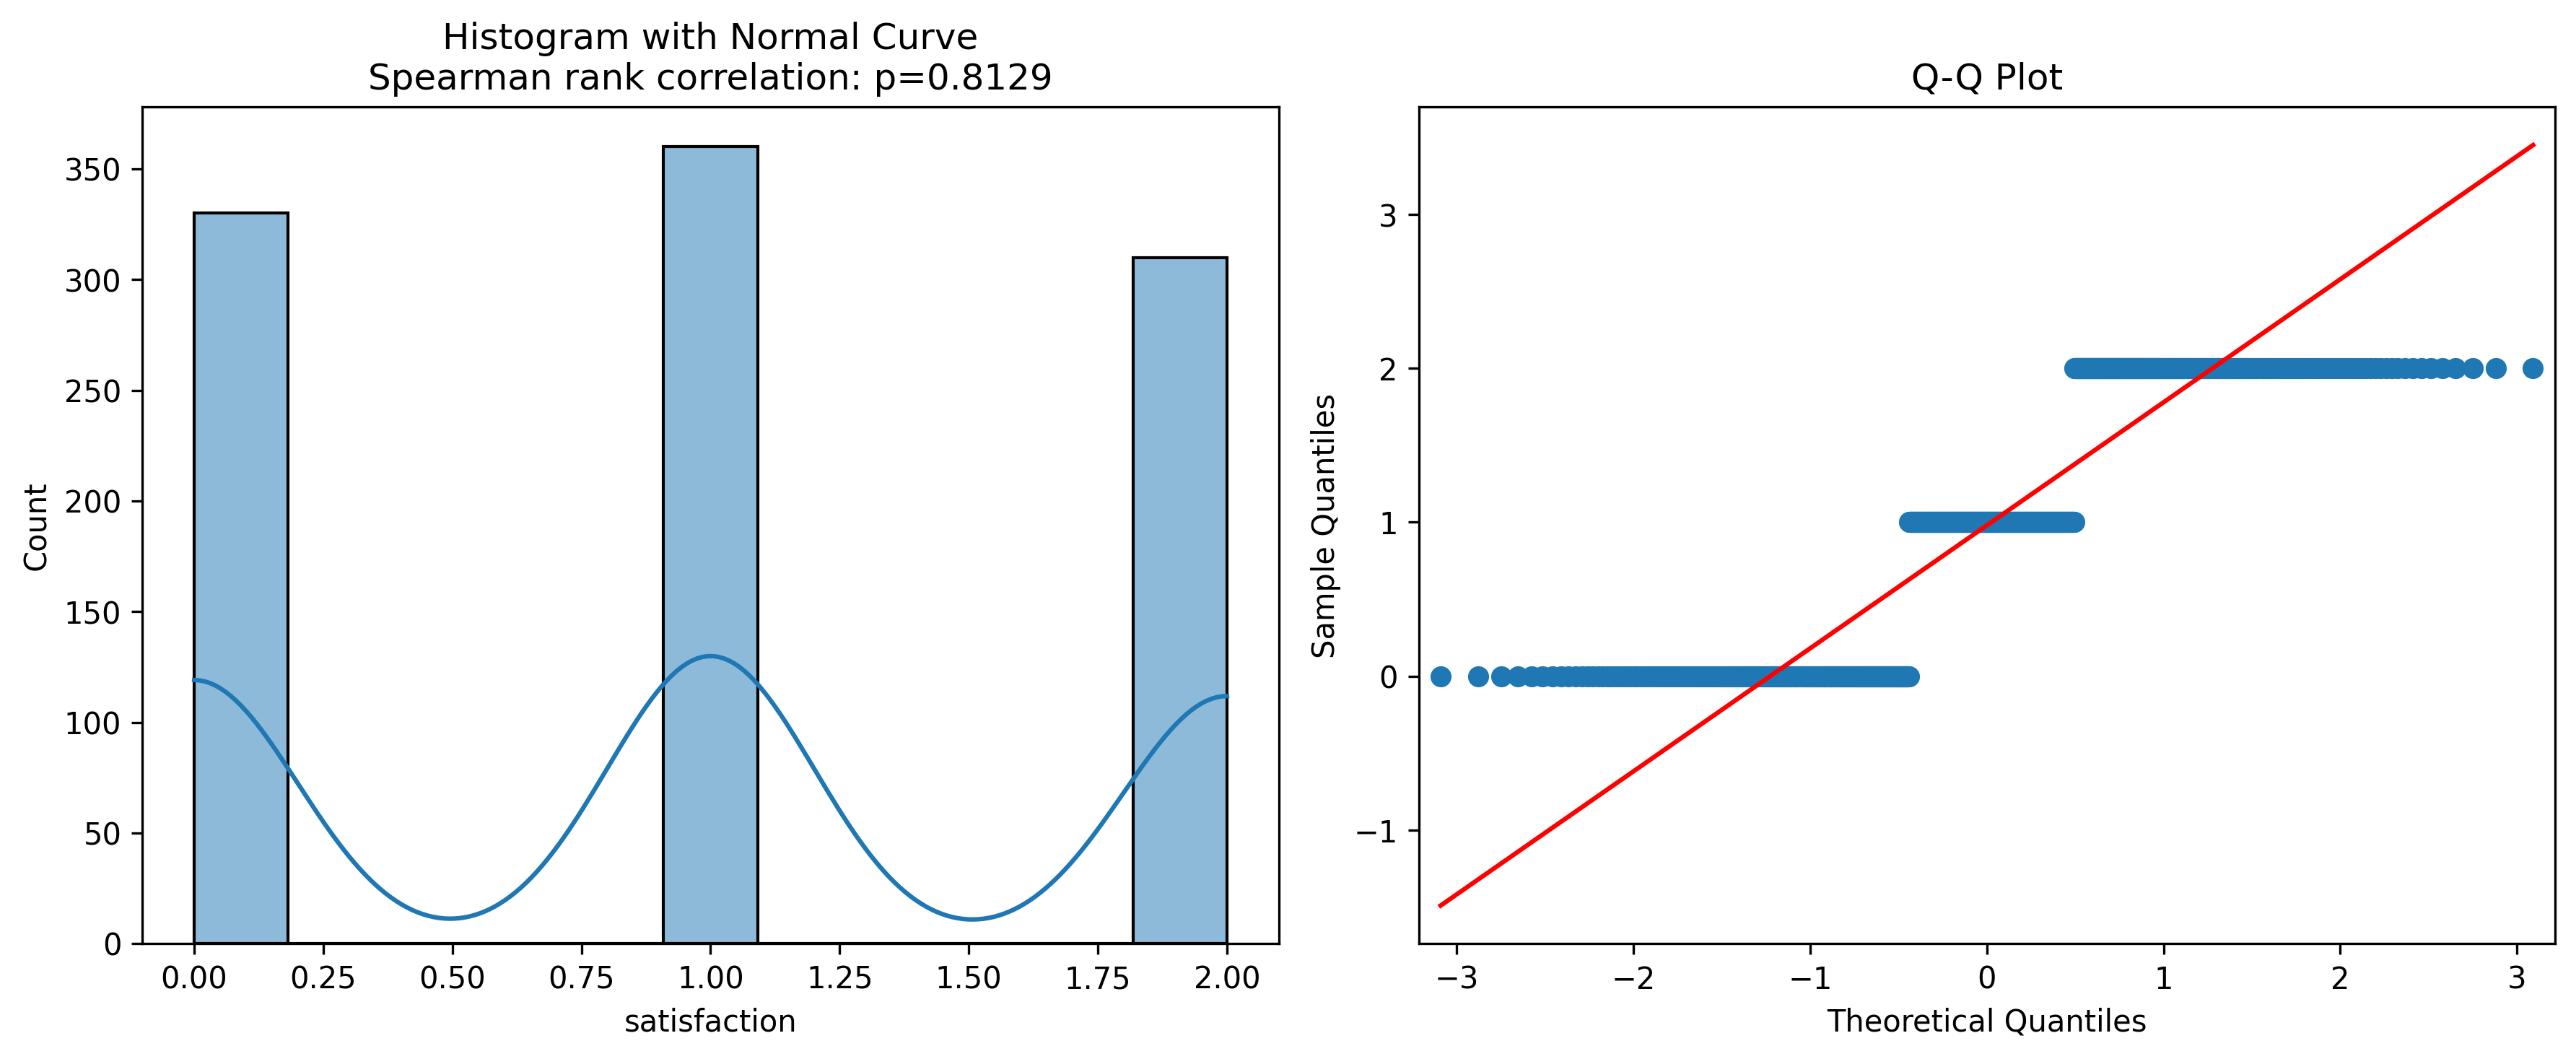 Histogram with Normal Curve
Spearman rank correlation: p=0.8129
Count
350
300
250
200
150
100
50
0
0.00 0.25 0.50 0.75 1.00 1.25 1.50 1.75 2.00
satisfaction
Q-Q Plot
Sample Quantiles
3
2
1
0
−1
−3 −2 −1 0 1 2 3
Theoretical Quantiles